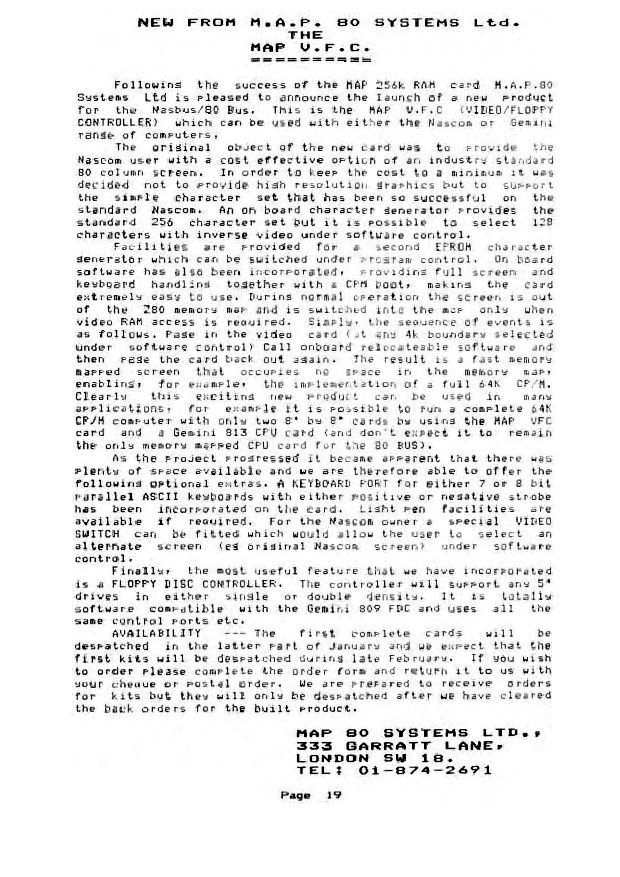 NEW FROM M.A.P. 80 SYSTEMS Ltd.
THE
MAP V.F.C.
==========
Following the success of the MAP 256k RAM card M.A.P.80
Systems Ltd is pleased to announce the launch of a new product
for the Nasbus/80 Bus. This is the MAP V.F.C (VIDEO/FLOPPY
CONTROLLER) which can be used with either the Nascom or Gemini
range of computers.
The original object of the new card was to provide the
Nascom user with a cost effective option of an industry standard
80 column screen. In order to keep the cost to a minimum it was
decided not to provide high resolution graphics but to support
the simple character set that has been so successful on the
standard Nascom. An on board character generator provides the
standard 256 character set but it is possible to select 128
characters with inverse video under software control.
Facilities are provided for a second EPROM character
generator which can be switched under program control. On board
software has also been incorporated, providing full screen and
keyboard handling together with a CPM boot, making the card
extremely easy to use. During normal operation the screen is out
of the Z80 memory map and is switched into the map only when
video RAM access is required. Simply, the sequence of events is
as follows. Page in the video card (at any 4k boundary selected
under software control) Call onboard relocateable software and
then page the card back out again. The result is a fast memory
mapped screen that occupies no space in the memory map,
enabling, for example, the implementation of a full 64K CP/M.
Clearly this exciting new product can be used in many
applications, for example it is possible to run a complete 64K
CP/M computer with only two 8" by 8" cards by using the MAP VFC
card and a Gemini 813 CPU card (and don't expect it to remain
the only memory mapped CPU card for the 80 BUS).
As the project progressed it became apparent that there was
plenty of space available and we are therefore able to offer the
following optional extras. A KEYBOARD PORT for either 7 or 8 bit
parallel ASCII keyboards with either positive or negative strobe
has been incorporated on the card. Light pen facilities are
available if required. For the Nascom owner a special VIDEO
SWITCH can be fitted which would allow the user to select an
alternate screen (eg original Nascom screen) under software
control.
Finally, the most useful feature that we have incorporated
is a FLOPPY DISC CONTROLLER. The controller will support any 5"
drives in either single or double density. It is totally
software compatible with the Gemini 809 FDC and uses all the
same control ports etc.
AVAILABILITY --- The first complete cards will be
despatched in the latter part of January and we expect that the
first kits will be despatched during late February. If you wish
to order please complete the order form and return it to us with
your cheque or postal order. We are prepared to receive orders
for kits but they will only be despatched after we have cleared
the back orders for the built product.
MAP 80 SYSTEMS LTD.,
333 GARRATT LANE,
LONDON SW 18.
TEL: 01-874-2691
Page 19